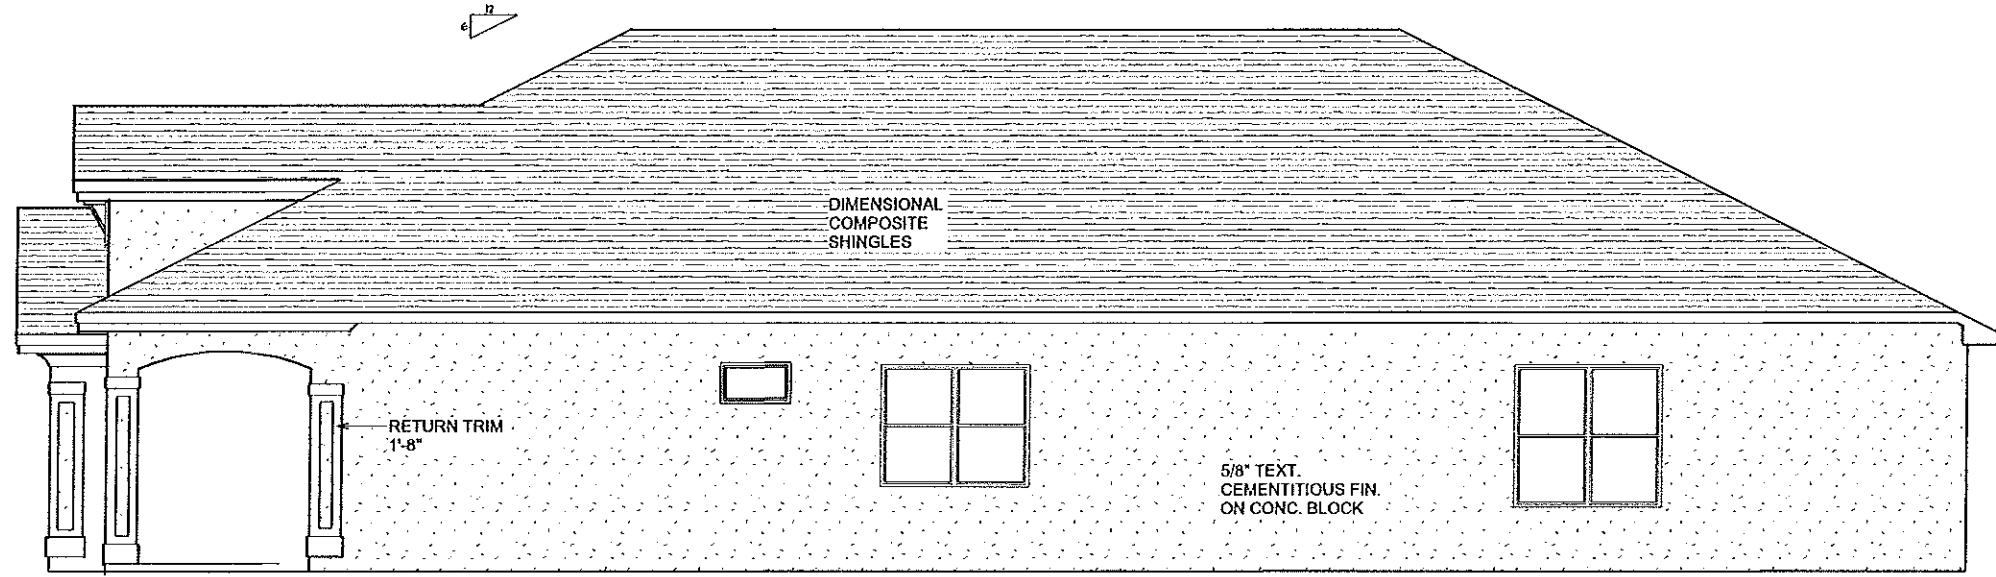 12
6
DIMENSIONAL
COMPOSITE
SHINGLES
RETURN TRIM
1'-8"
5/8" TEXT.
CEMENTITIOUS FIN.
ON CONC. BLOCK